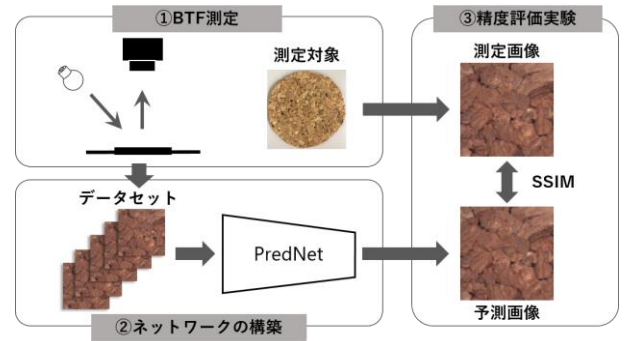 ①BTF測定
測定対象
データセット
PredNet
②ネットワークの構築
③精度評価実験
測定画像
SSIM
予測画像